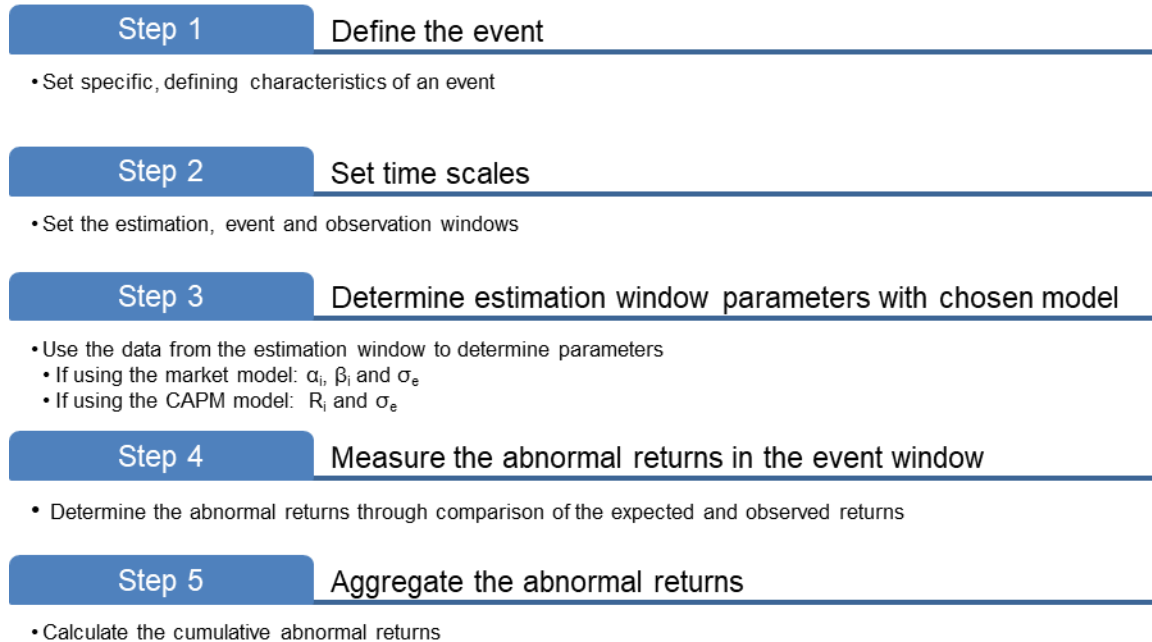 Step 1 Define the event
• Set specific, defining characteristics of an event
Step 2 Set time scales
• Set the estimation, event and observation windows
Step 3 Determine estimation window parameters with chosen model
• Use the data from the estimation window to determine parameters
• If using the market model: αᵢ, βᵢ and σₑ
• If using the CAPM model: Rᵢ and σₑ
Step 4 Measure the abnormal returns in the event window
• Determine the abnormal returns through comparison of the expected and observed returns
Step 5 Aggregate the abnormal returns
• Calculate the cumulative abnormal returns